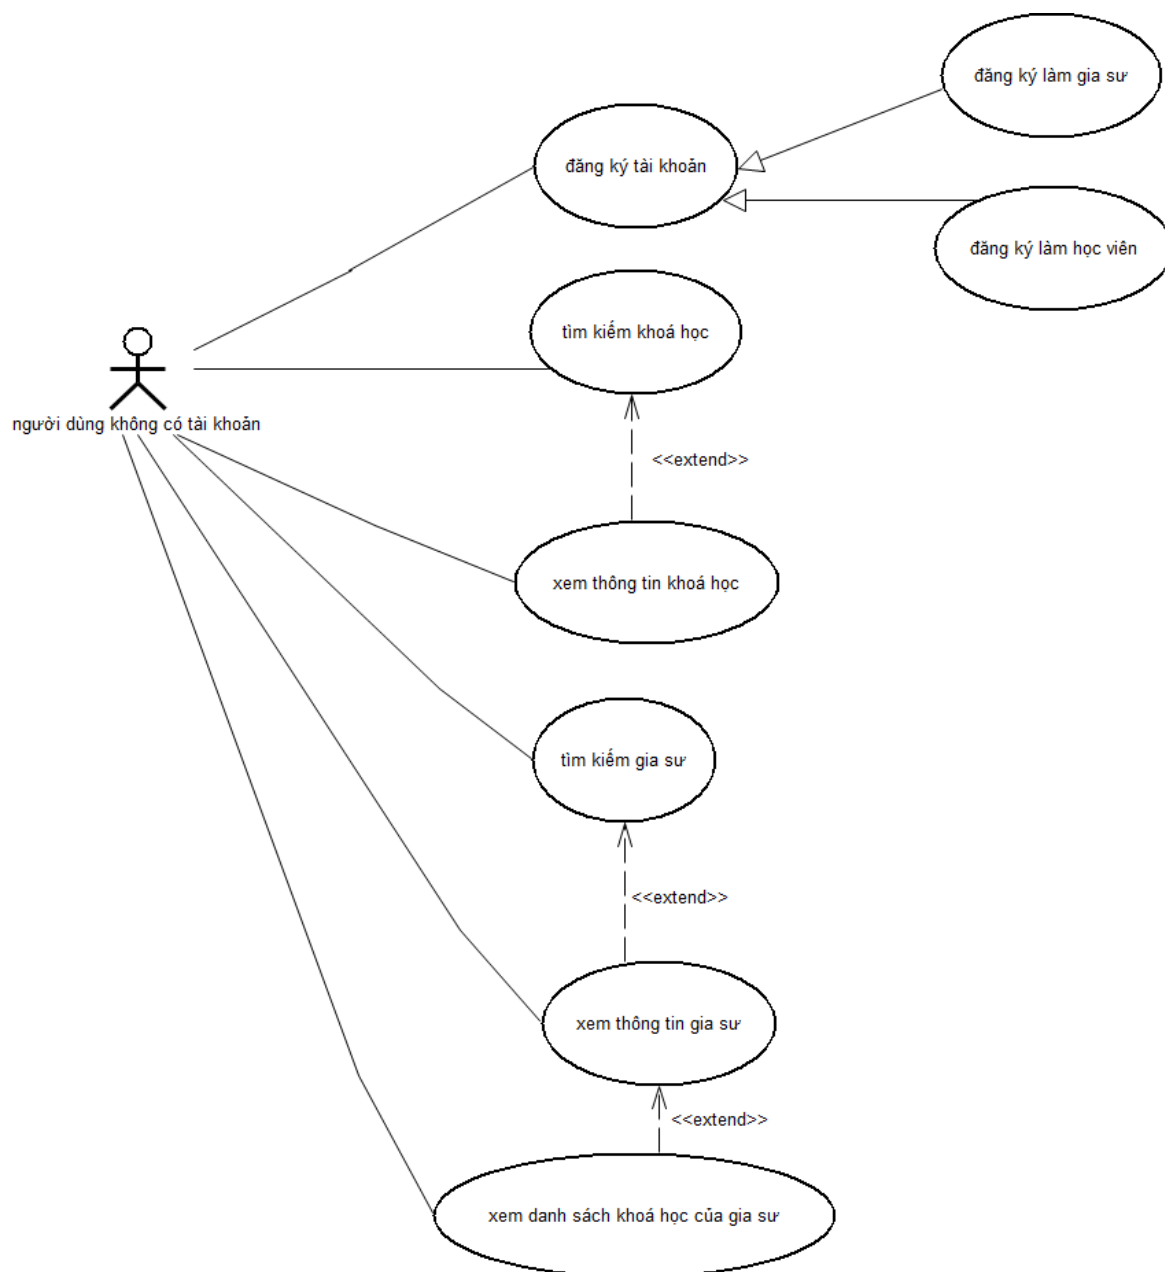 đăng ký làm gia sư
đăng ký tài khoản
đăng ký làm học viên
tìm kiếm khoá học
người dùng không có tài khoản
<<extend>>
xem thông tin khoá học
tìm kiếm gia sư
<<extend>>
xem thông tin gia sư
<<extend>>
xem danh sách khoá học của gia sư